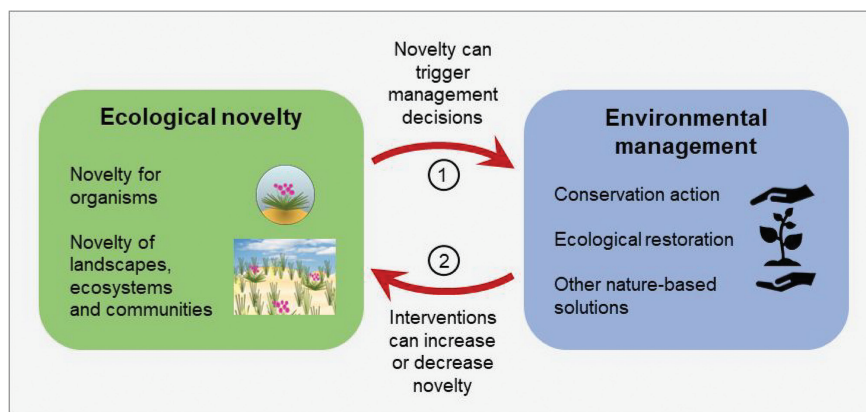 Ecological novelty
Novelty for
organisms
Novelty of
landscapes,
ecosystems
and communities
Novelty can
trigger
management
decisions
1
2
Interventions
can increase
or decrease
novelty
Environmental
management
Conservation action
Ecological restoration
Other nature-based
solutions